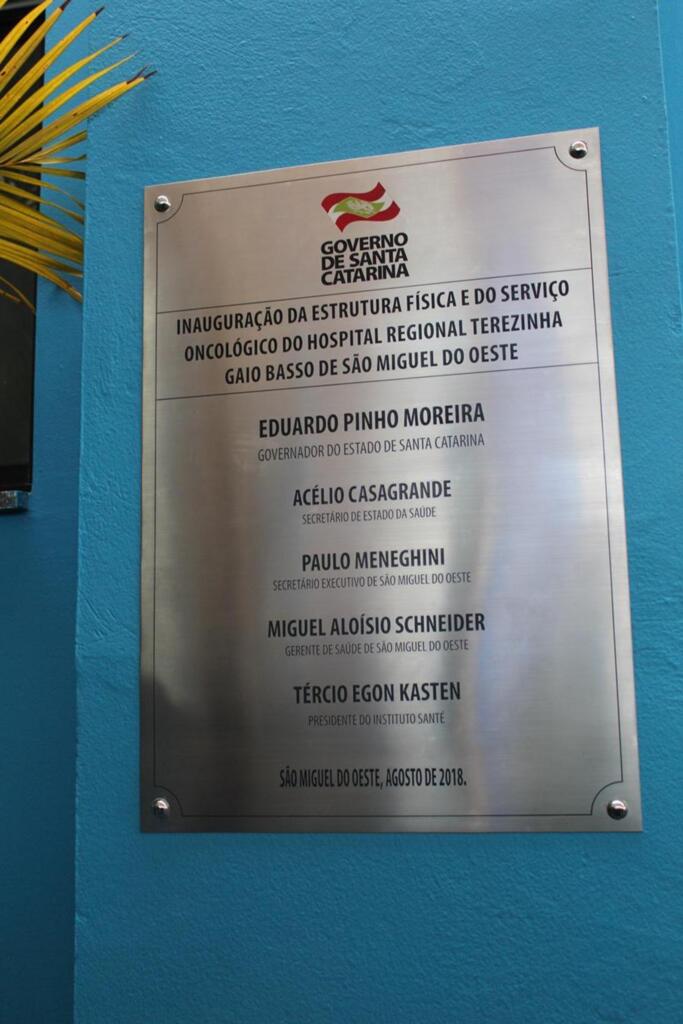 GOVERNO
DE SANTA
CATARINA
INAUGURAÇÃO DA ESTRUTURA FÍSICA E DO SERVIÇO
ONCOLÓGICO DO HOSPITAL REGIONAL TEREZINHA
GAIO BASSO DE SÃO MIGUEL DO OESTE
EDUARDO PINHO MOREIRA
GOVERNADOR DO ESTADO DE SANTA CATARINA
ACÉLIO CASAGRANDE
SECRETÁRIO DE ESTADO DA SAÚDE
PAULO MENEGHINI
SECRETÁRIO EXECUTIVO DE SÃO MIGUEL DO OESTE
MIGUEL ALOÍSIO SCHNEIDER
GERENTE DE SAÚDE DE SÃO MIGUEL DO OESTE
TÉRCIO EGON KASTEN
PRESIDENTE DO INSTITUTO SANTÉ
SÃO MIGUEL DO OESTE, AGOSTO DE 2018.